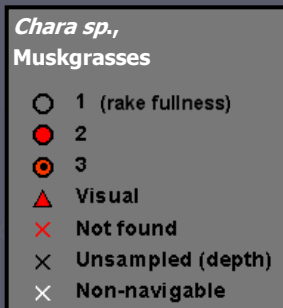 Chara sp.,
Muskgrasses
1 (rake fullness)
2
3
Visual
Not found
Unsampled (depth)
Non-navigable